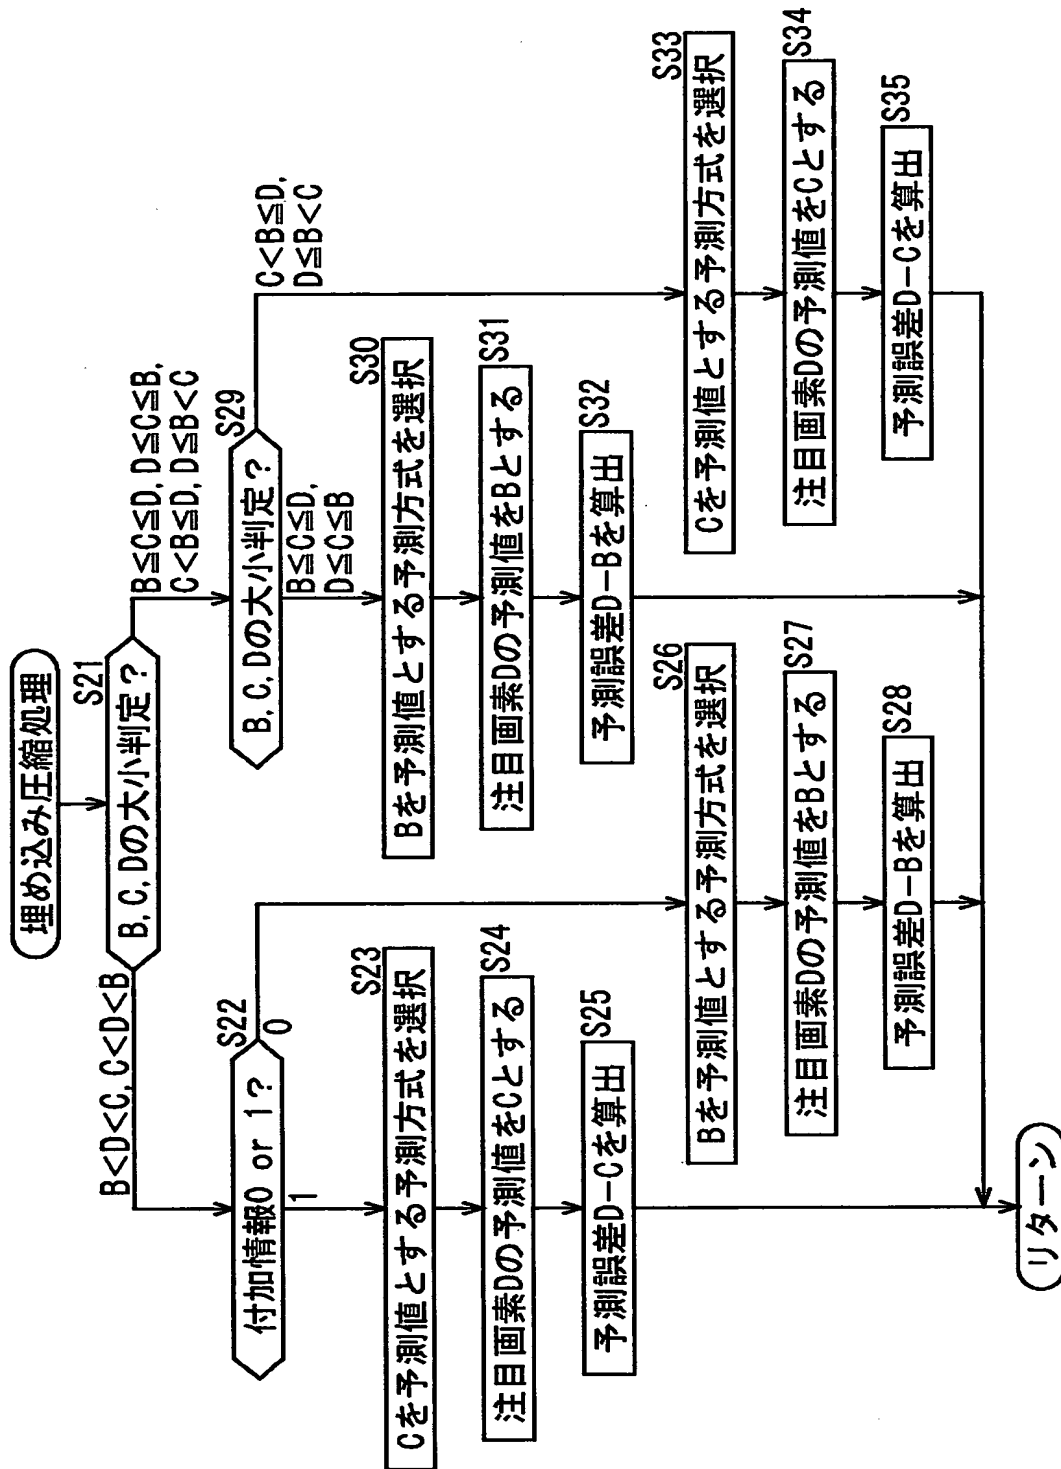 埋め込み圧縮処理
S21
B, C, Dの大小判定？
B<D<C, C<D<B
B≦C≦D, D≦C≦B,
C<B≦D, D≦B<C
S22
付加情報0 or 1？
0
1
S23
Cを予測値とする予測方式を選択
S24
注目画素Dの予測値をCとする
S25
予測誤差D−Cを算出
S26
Bを予測値とする予測方式を選択
S27
注目画素Dの予測値をBとする
S28
予測誤差D−Bを算出
S29
B, C, Dの大小判定？
B≦C≦D,
D≦C≦B
C<B≦D,
D≦B<C
S30
Bを予測値とする予測方式を選択
S31
注目画素Dの予測値をBとする
S32
予測誤差D−Bを算出
S33
Cを予測値とする予測方式を選択
S34
注目画素Dの予測値をCとする
S35
予測誤差D−Cを算出
リターン